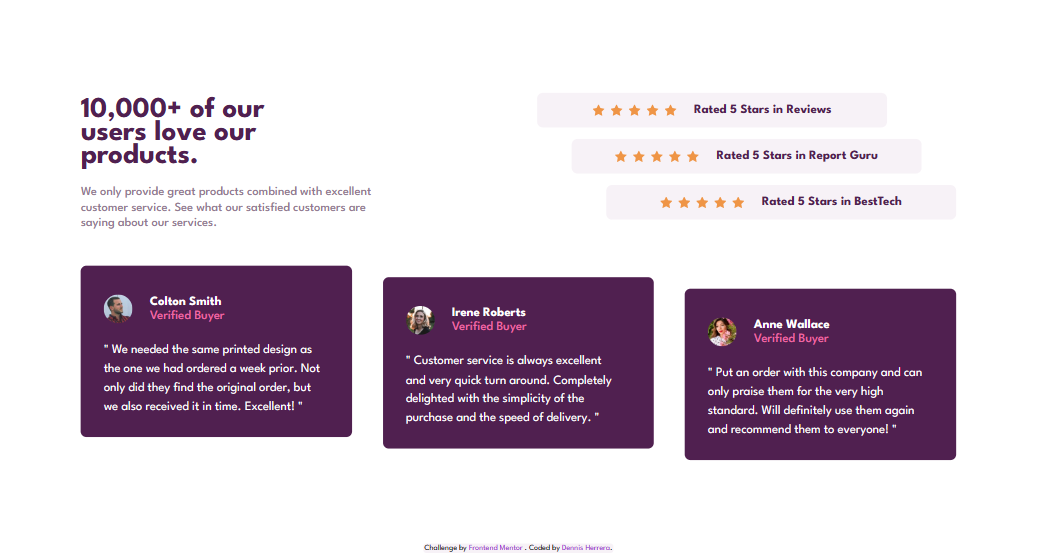 10,000+ of our
users love our
products.
We only provide great products combined with excellent
customer service. See what our satisfied customers are
saying about our services.
Rated 5 Stars in Reviews
Rated 5 Stars in Report Guru
Rated 5 Stars in BestTech
Colton Smith
Verified Buyer
" We needed the same printed design as
the one we had ordered a week prior. Not
only did they find the original order, but
we also received it in time. Excellent! "
Irene Roberts
Verified Buyer
" Customer service is always excellent
and very quick turn around. Completely
delighted with the simplicity of the
purchase and the speed of delivery. "
Anne Wallace
Verified Buyer
" Put an order with this company and can
only praise them for the very high
standard. Will definitely use them again
and recommend them to everyone! "
Challenge by Frontend Mentor . Coded by Dennis Herrera.